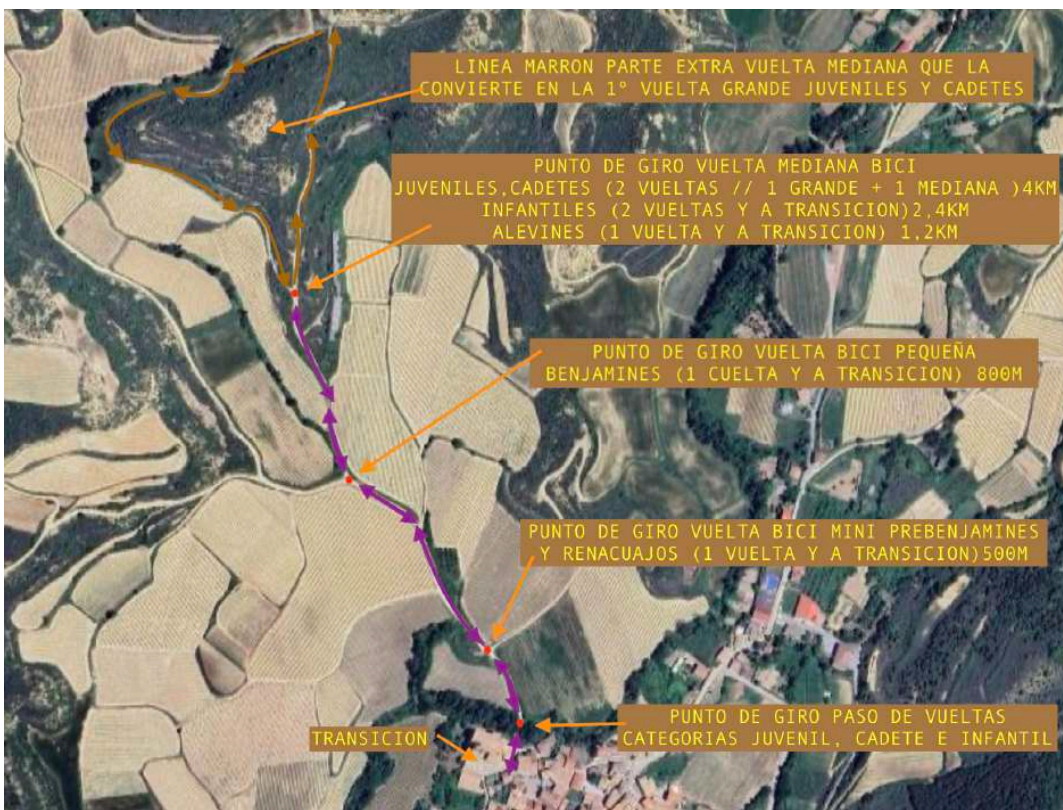 LINEA MARRON PARTE EXTRA VUELTA MEDIANA QUE LA
CONVIERTE EN LA 1º VUELTA GRANDE JUVENILES Y CADETES
PUNTO DE GIRO VUELTA MEDIANA BICI
JUVENILES,CADETES (2 VUELTAS // 1 GRANDE + 1 MEDIANA )4KM
INFANTILES (2 VUELTAS Y A TRANSICION)2,4KM
ALEVINES (1 VUELTA Y A TRANSICION) 1,2KM
PUNTO DE GIRO VUELTA BICI PEQUEÑA
BENJAMINES (1 CUELTA Y A TRANSICION) 800M
PUNTO DE GIRO VUELTA BICI MINI PREBENJAMINES
Y RENACUAJOS (1 VUELTA Y A TRANSICION)500M
PUNTO DE GIRO PASO DE VUELTAS
CATEGORIAS JUVENIL, CADETE E INFANTIL
TRANSICION